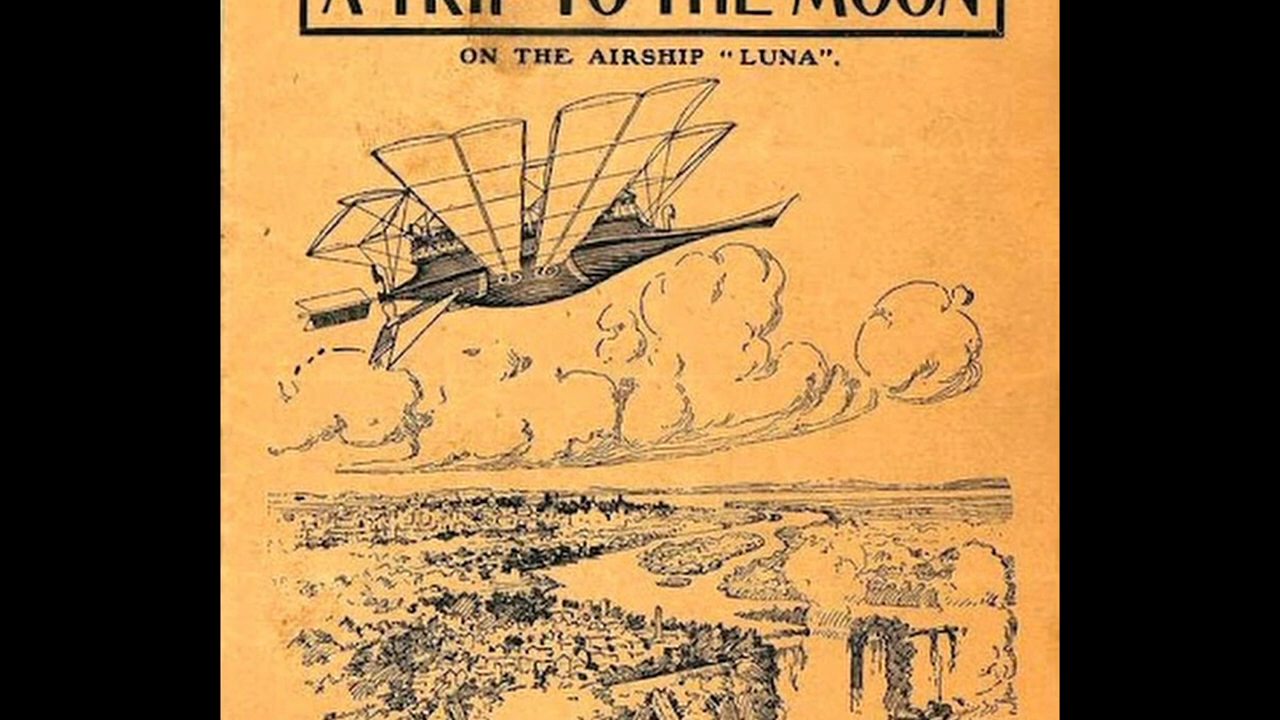 A TRIP TO THE MOON
ON THE AIRSHIP “LUNA”.